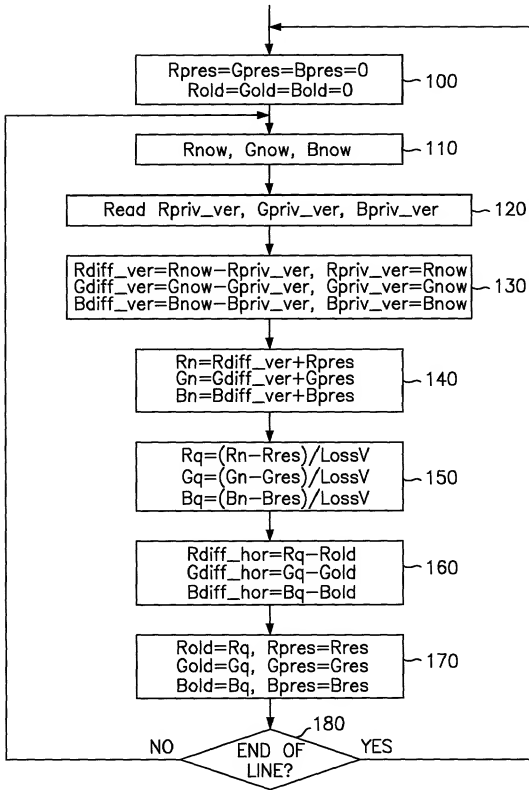 Rpres=Gpres=Bpres=0
Rold=Gold=Bold=0
100
Rnow, Gnow, Bnow
110
Read Rpriv_ver, Gpriv_ver, Bpriv_ver
120
Rdiff_ver=Rnow-Rpriv_ver, Rpriv_ver=Rnow
Gdiff_ver=Gnow-Gpriv_ver, Gpriv_ver=Gnow
Bdiff_ver=Bnow-Bpriv_ver, Bpriv_ver=Bnow
130
Rn=Rdiff_ver+Rpres
Gn=Gdiff_ver+Gpres
Bn=Bdiff_ver+Bpres
140
Rq=(Rn-Rres)/LossV
Gq=(Gn-Gres)/LossV
Bq=(Bn-Bres)/LossV
150
Rdiff_hor=Rq-Rold
Gdiff_hor=Gq-Gold
Bdiff_hor=Bq-Bold
160
Rold=Rq, Rpres=Rres
Gold=Gq, Gpres=Gres
Bold=Bq, Bpres=Bres
170
180
NO
END OF
LINE?
YES